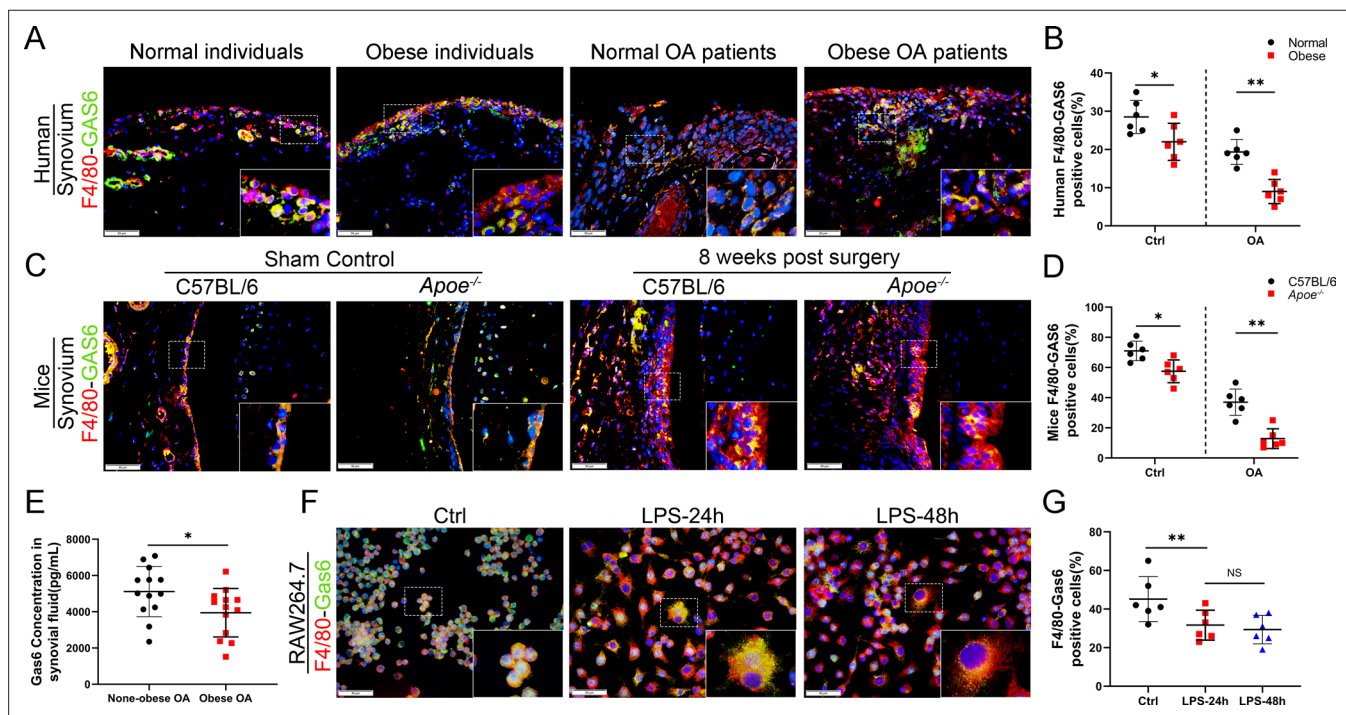 A
Normal individuals
Obese individuals
Normal OA patients
Obese OA patients
Human
Synovium
F4/80-GAS6
B
Normal
Obese
Human F4/80-GAS6
positive cells(%)
40
30
20
10
0
*
**
Ctrl
OA
C
Sham Control
8 weeks post surgery
C57BL/6
Apoe-/-
C57BL/6
Apoe-/-
Mice
Synovium
F4/80-GAS6
D
C57BL/6
Apoe-/-
Mice F4/80-GAS6
positive cells(%)
100
80
60
40
20
0
*
**
Ctrl
OA
E
Gas6 Concentration in
synovial fluid(pg/mL)
8000
6000
4000
2000
0
*
None-obese OA
Obese OA
F
Ctrl
LPS-24h
LPS-48h
RAW264.7
F4/80-Gas6
G
F4/80-Gas6
positive cells(%)
80
60
40
20
0
**
NS
Ctrl
LPS-24h
LPS-48h